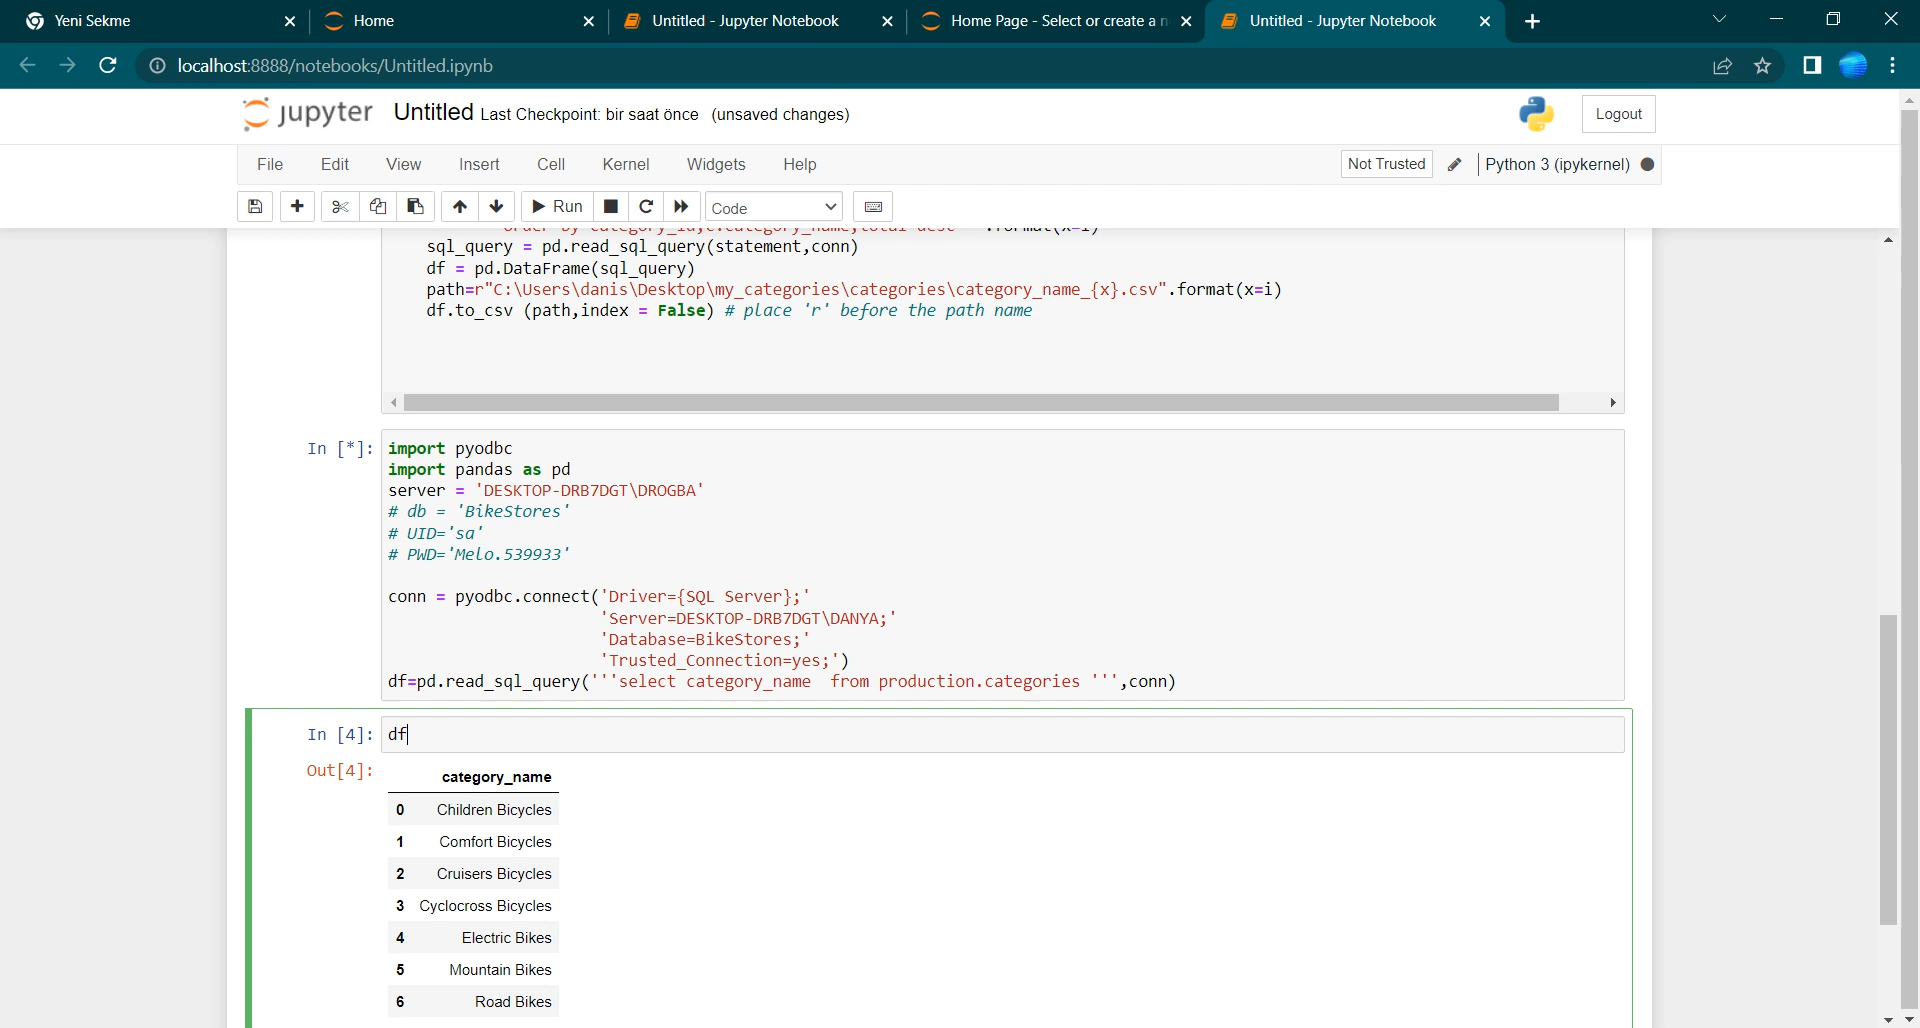 Yeni Sekme
Home
Untitled - Jupyter Notebook
Home Page - Select or create a n
Untitled - Jupyter Notebook
localhost:8888/notebooks/Untitled.ipynb
jupyter Untitled Last Checkpoint: bir saat önce (unsaved changes)
Logout
File Edit View Insert Cell Kernel Widgets Help
Not Trusted
Python 3 (ipykernel)
Run
Code
sql_query = pd.read_sql_query(statement,conn)
df = pd.DataFrame(sql_query)
path=r"C:\Users\danis\Desktop\my_categories\categories\category_name_{x}.csv".format(x=i)
df.to_csv (path,index = False) # place 'r' before the path name
In [*]: import pyodbc
import pandas as pd
server = 'DESKTOP-DRB7DGT\DROGBA'
# db = 'BikeStores'
# UID='sa'
# PWD='Melo.539933'
conn = pyodbc.connect('Driver={SQL Server};'
'Server=DESKTOP-DRB7DGT\DANYA;'
'Database=BikeStores;'
'Trusted_Connection=yes;')
df=pd.read_sql_query('''select category_name  from production.categories ''',conn)
In [4]: df
Out[4]:
category_name
0 Children Bicycles
1 Comfort Bicycles
2 Cruisers Bicycles
3 Cyclocross Bicycles
4 Electric Bikes
5 Mountain Bikes
6 Road Bikes